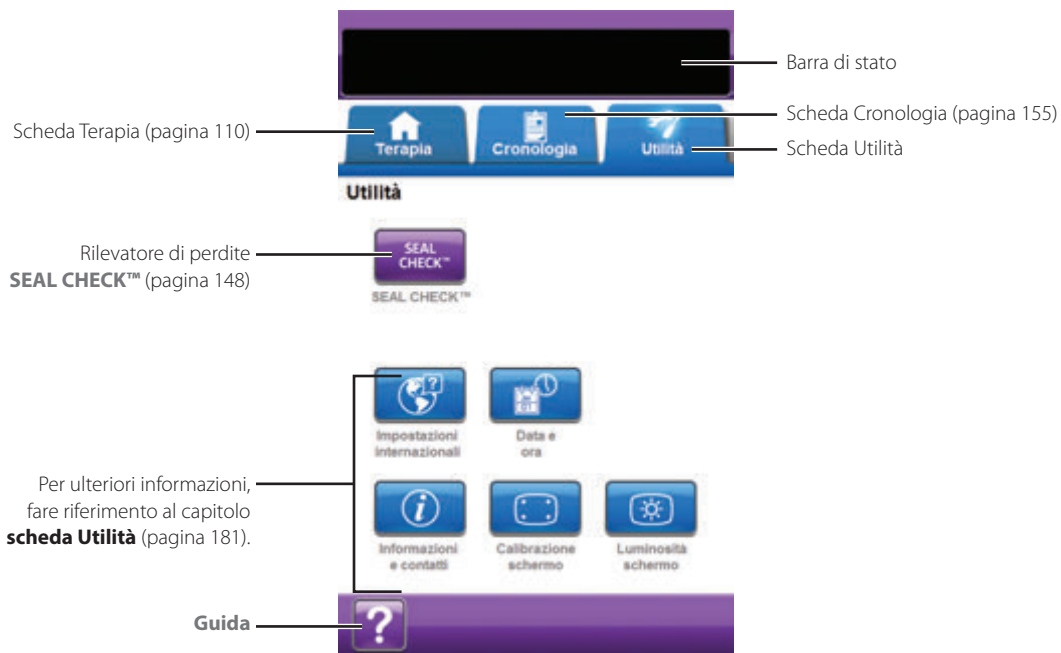 Barra di stato
Scheda Cronologia (pagina 155)
Scheda Terapia (pagina 110)
Terapia
Cronologia
Utilità
Scheda Utilità
Utilità
Rilevatore di perdite
SEAL CHECK™ (pagina 148)
SEAL
CHECK™
SEAL CHECK™
?
Impostazioni
internazionali
Data e
ora
Per ulteriori informazioni,
fare riferimento al capitolo
scheda Utilità (pagina 181).
i
Informazioni
e contatti
Calibrazione
schermo
Luminosità
schermo
Guida
?